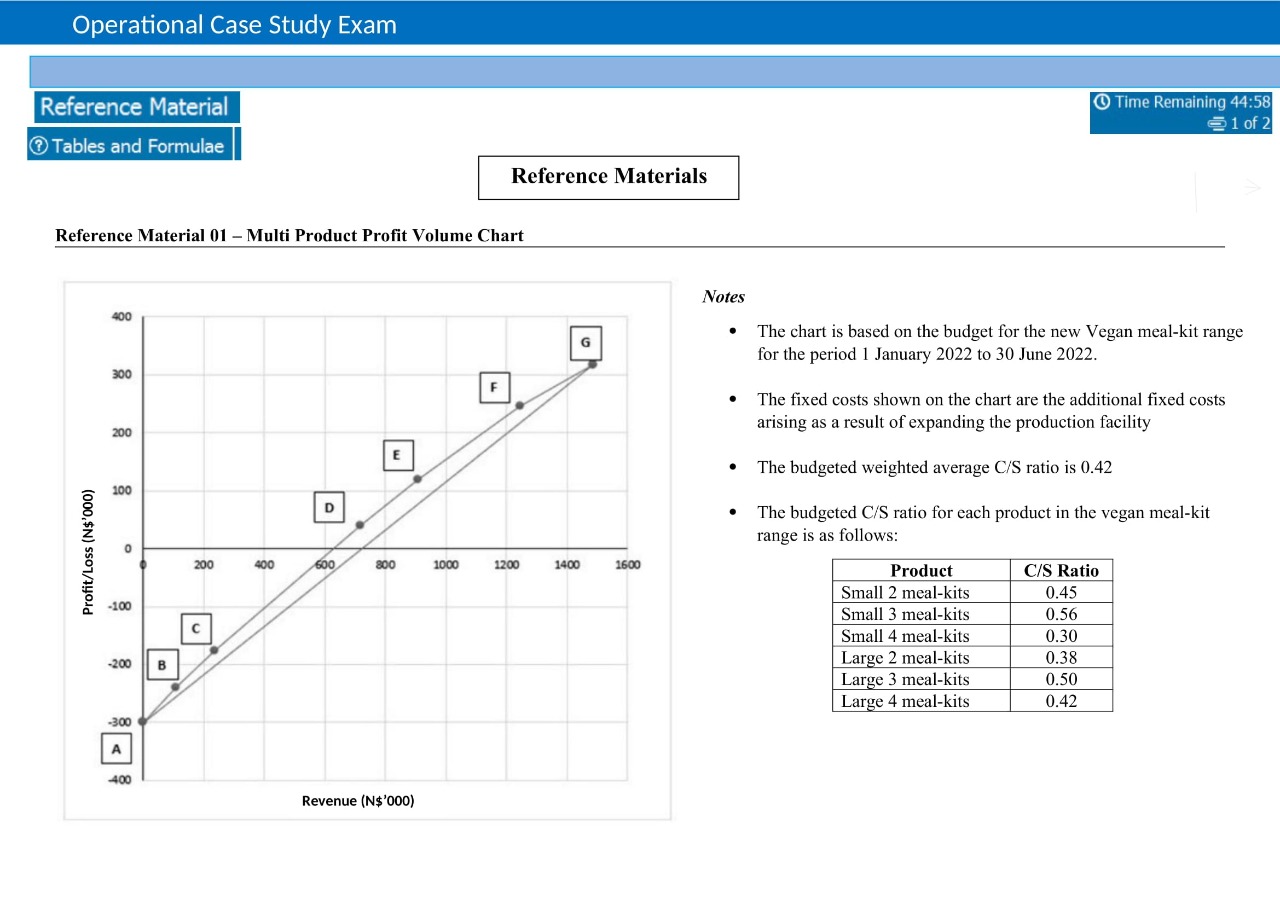 Operational Case Study Exam
Reference Material
Time Remaining 44:58
1 of 2
Tables and Formulae
Reference Materials
Reference Material 01 – Multi Product Profit Volume Chart
400
300
200
100
0
-100
-200
-300
-400
0 200 400 600 800 1000 1200 1400 1600
A
B
C
D
E
F
G
Profit/Loss (N$'000)
Revenue (N$'000)
Notes
• The chart is based on the budget for the new Vegan meal-kit range
for the period 1 January 2022 to 30 June 2022.
• The fixed costs shown on the chart are the additional fixed costs
arising as a result of expanding the production facility
• The budgeted weighted average C/S ratio is 0.42
• The budgeted C/S ratio for each product in the vegan meal-kit
range is as follows:
Product C/S Ratio
Small 2 meal-kits 0.45
Small 3 meal-kits 0.56
Small 4 meal-kits 0.30
Large 2 meal-kits 0.38
Large 3 meal-kits 0.50
Large 4 meal-kits 0.42